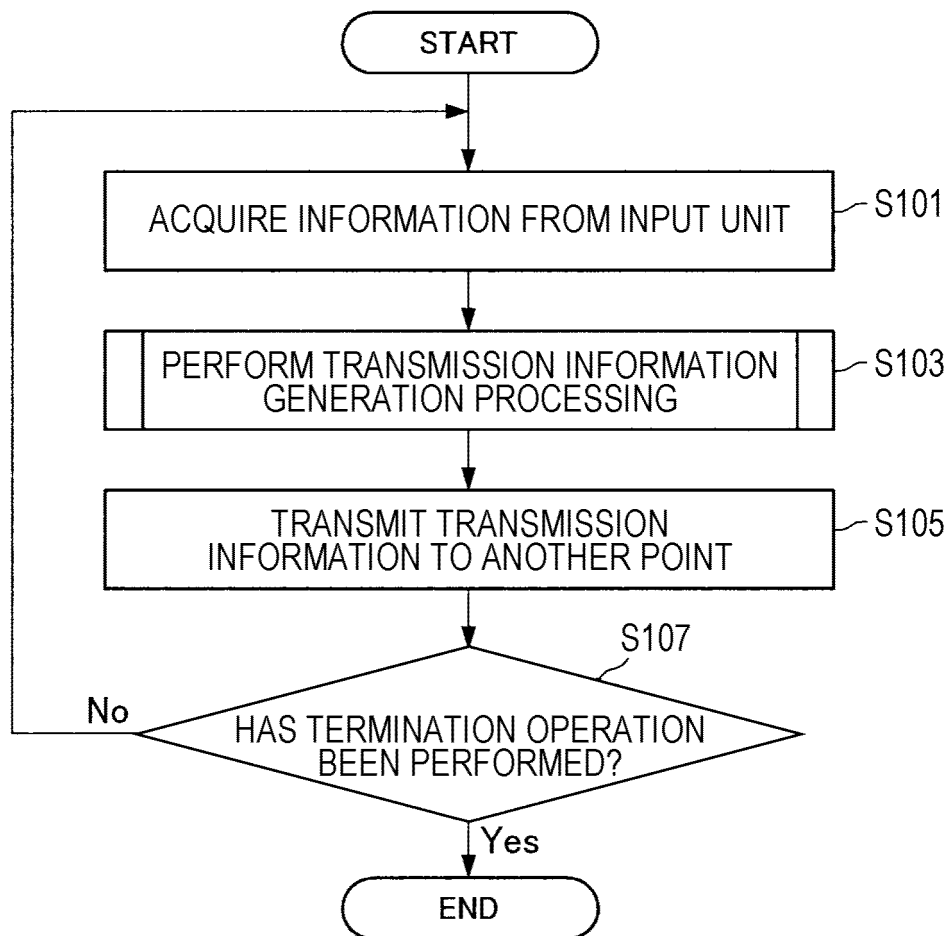 START
ACQUIRE INFORMATION FROM INPUT UNIT
S101
PERFORM TRANSMISSION INFORMATION
GENERATION PROCESSING
S103
TRANSMIT TRANSMISSION
INFORMATION TO ANOTHER POINT
S105
S107
No
HAS TERMINATION OPERATION
BEEN PERFORMED?
Yes
END